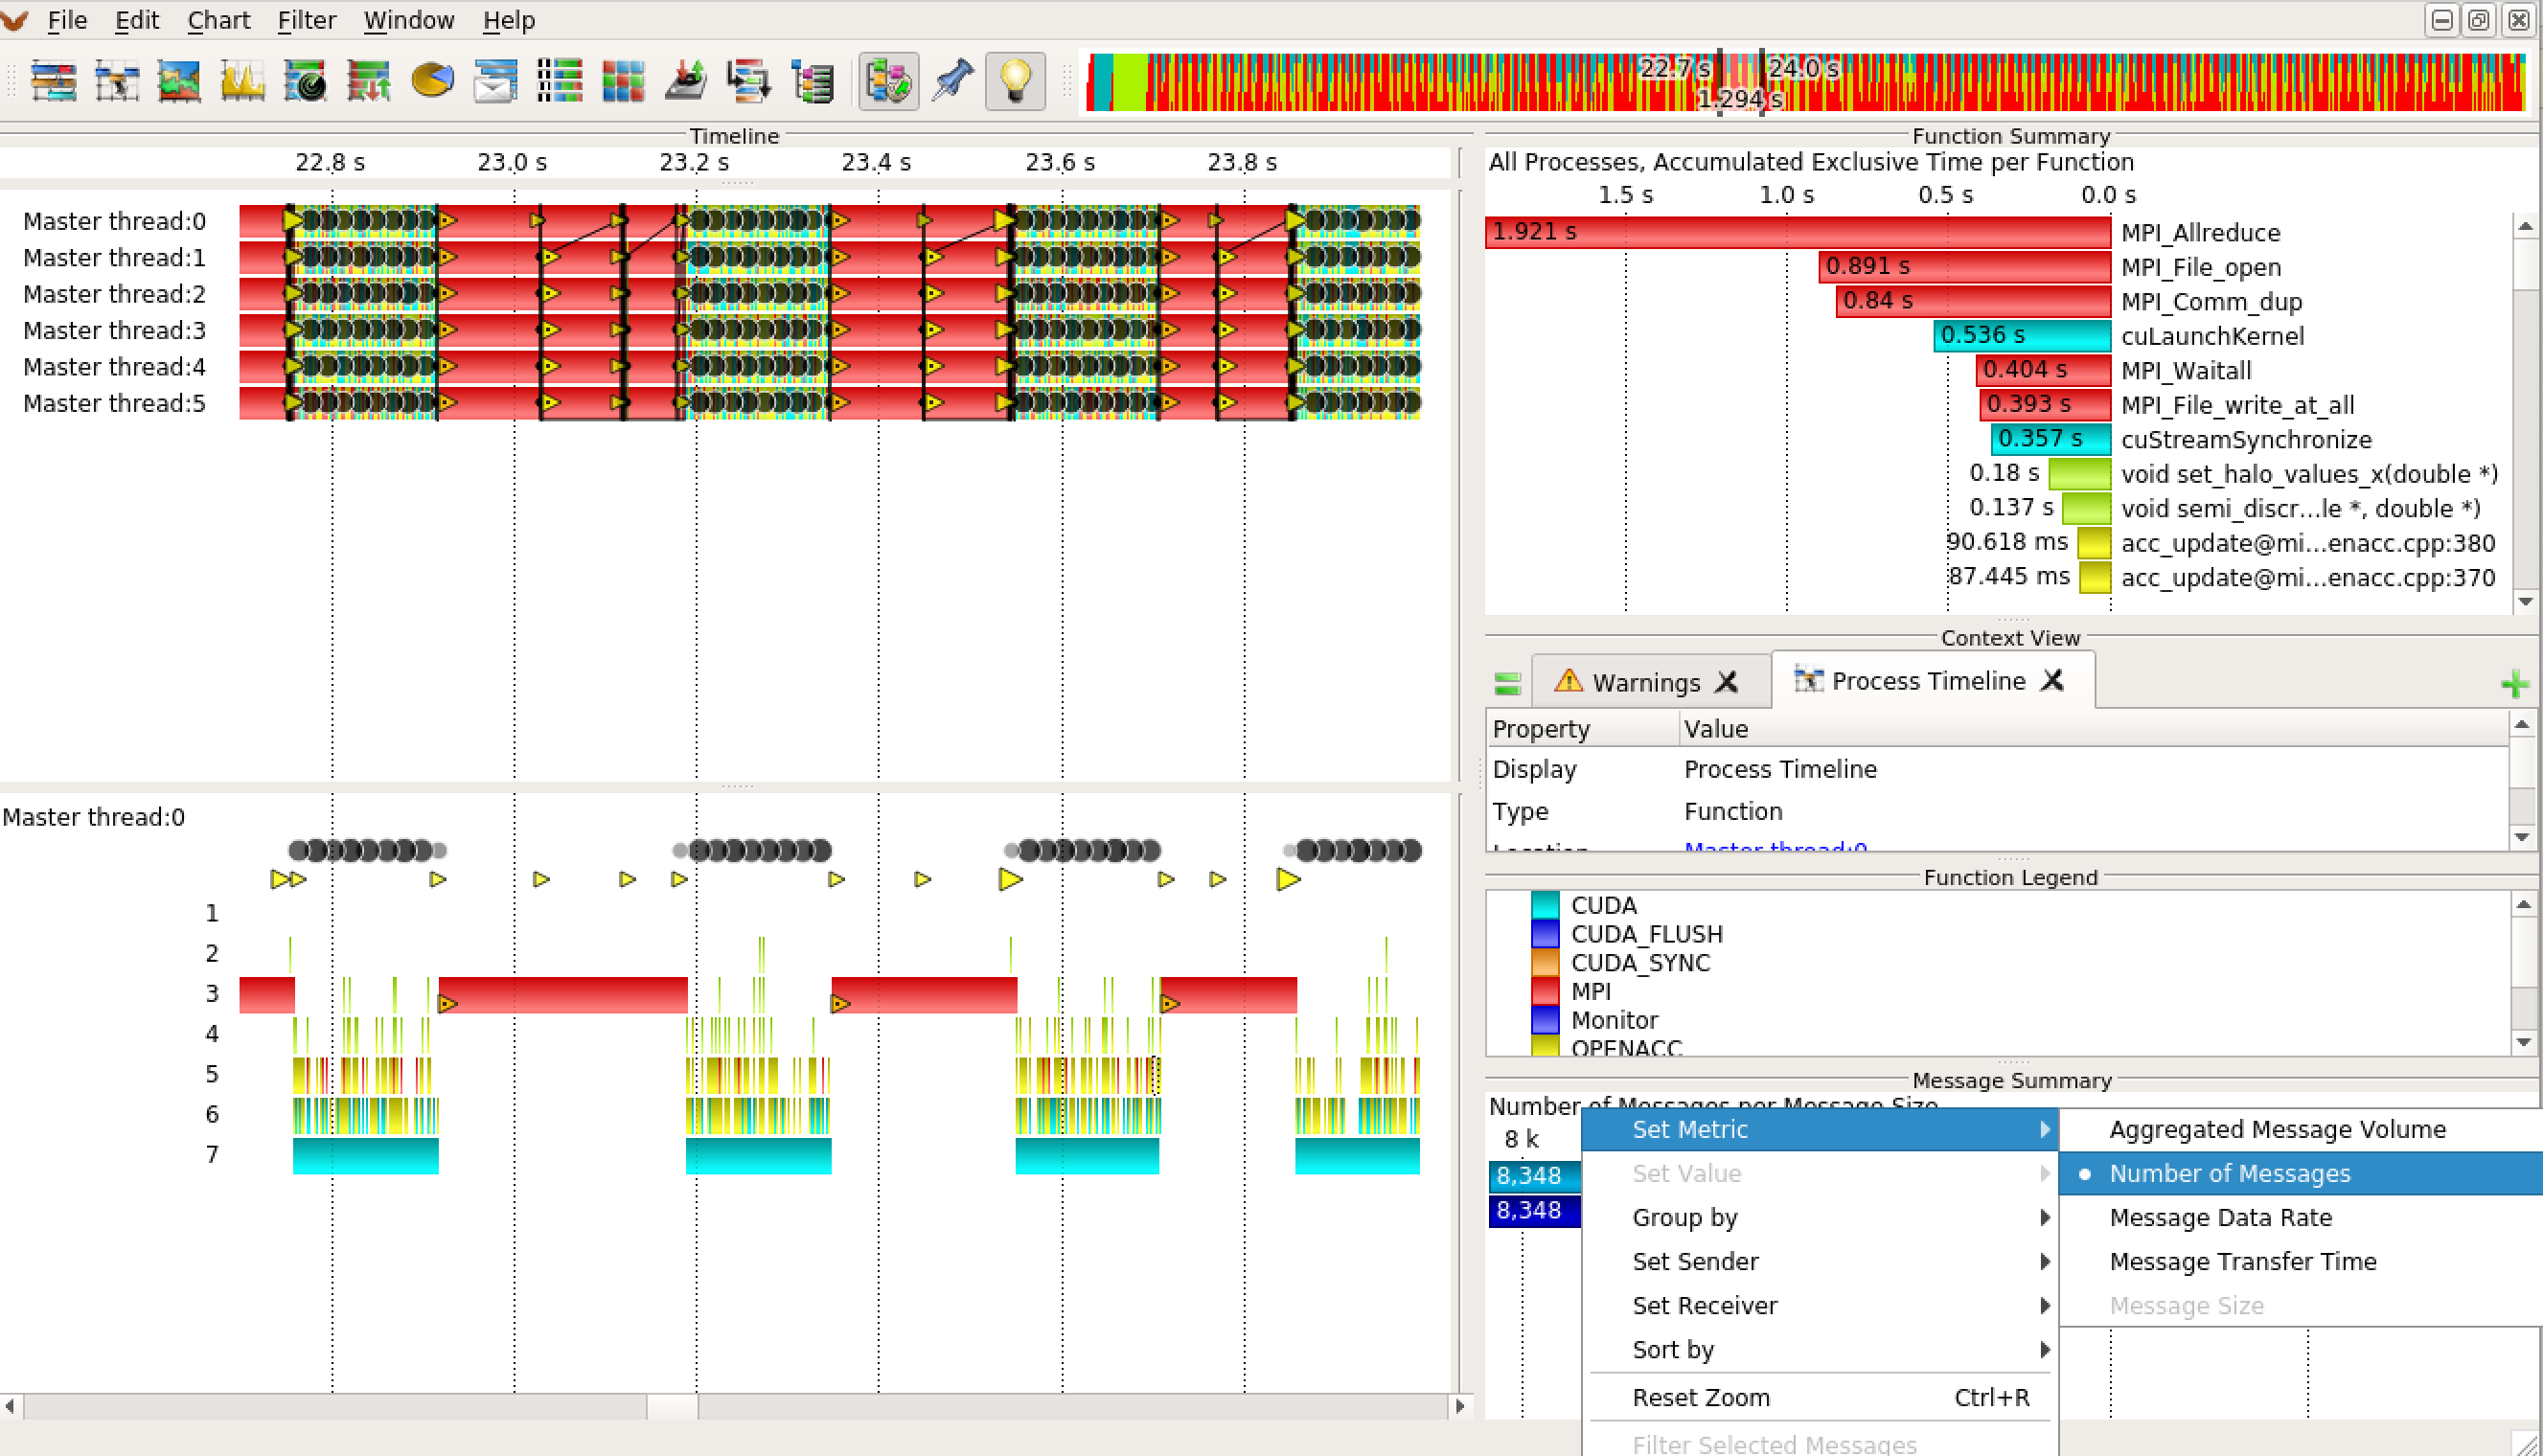 File Edit Chart Filter Window Help
22.7 s 24.0 s
1.294 s
Timeline
22.8 s 23.0 s 23.2 s 23.4 s 23.6 s 23.8 s
Master thread:0
Master thread:1
Master thread:2
Master thread:3
Master thread:4
Master thread:5
Master thread:0
1
2
3
4
5
6
7
Function Summary
All Processes, Accumulated Exclusive Time per Function
1.5 s 1.0 s 0.5 s 0.0 s
1.921 s MPI_Allreduce
0.891 s MPI_File_open
0.84 s MPI_Comm_dup
0.536 s cuLaunchKernel
0.404 s MPI_Waitall
0.393 s MPI_File_write_at_all
0.357 s cuStreamSynchronize
0.18 s void set_halo_values_x(double *)
0.137 s void semi_discr...le *, double *)
90.618 ms acc_update@mi...enacc.cpp:380
87.445 ms acc_update@mi...enacc.cpp:370
Context View
Warnings Process Timeline
Property Value
Display Process Timeline
Type Function
Location Master thread:0
Function Legend
CUDA
CUDA_FLUSH
CUDA_SYNC
MPI
Monitor
OPENACC
Message Summary
Number of Messages per Message Size
8 k
8,348
8,348
Set Metric
Set Value
Group by
Set Sender
Set Receiver
Sort by
Reset Zoom Ctrl+R
Filter Selected Messages
Aggregated Message Volume
Number of Messages
Message Data Rate
Message Transfer Time
Message Size